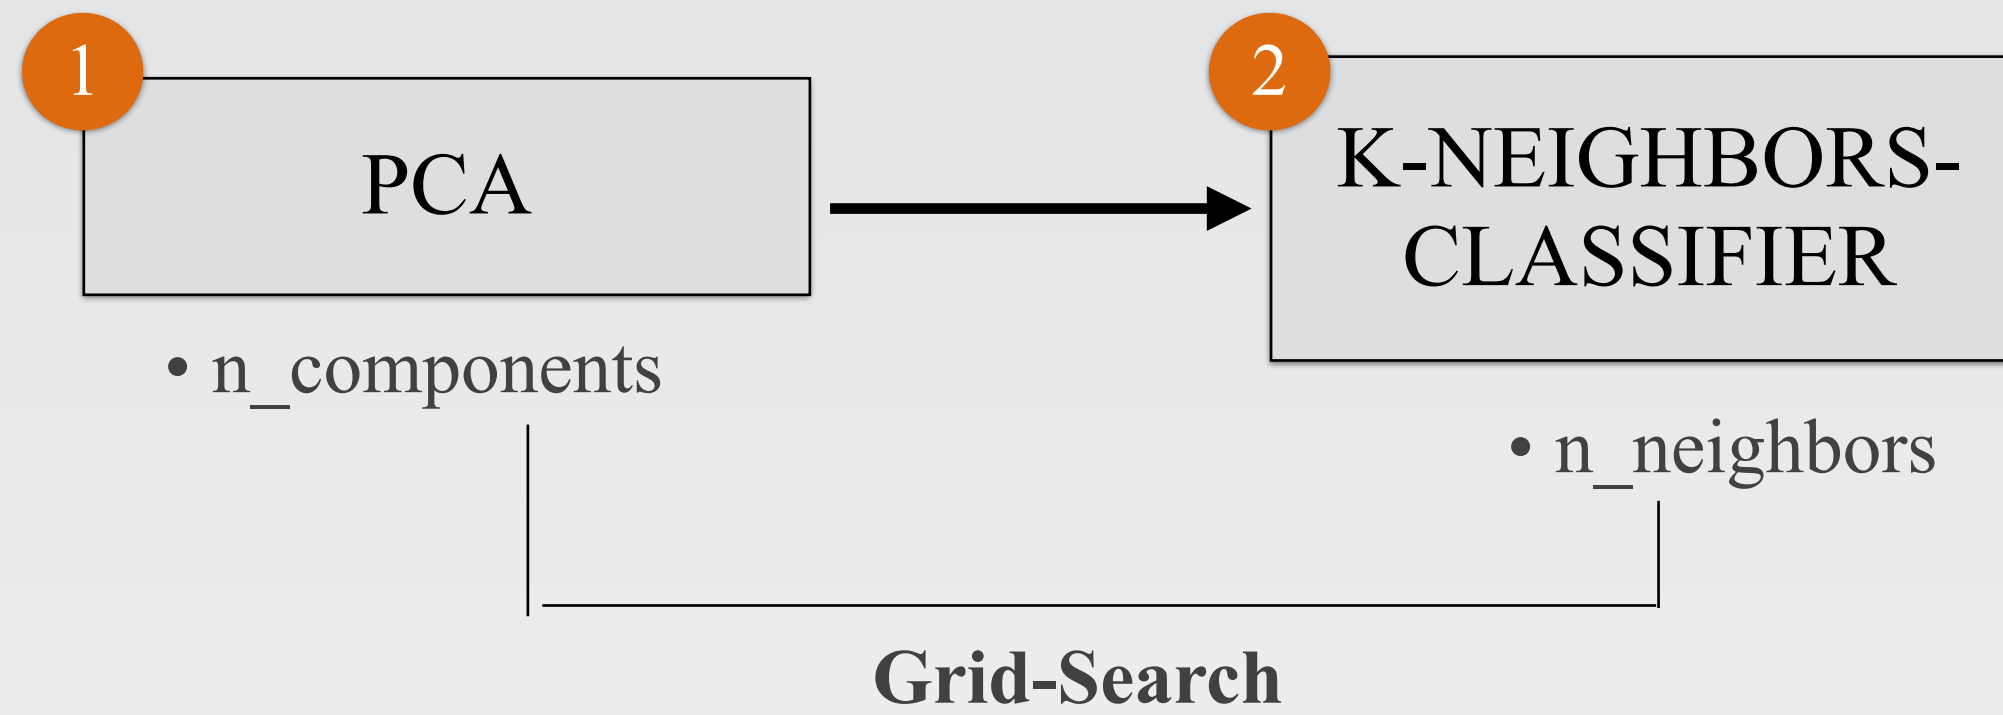 1
PCA
• n_components
2
K-NEIGHBORS-
CLASSIFIER
• n_neighbors
Grid-Search